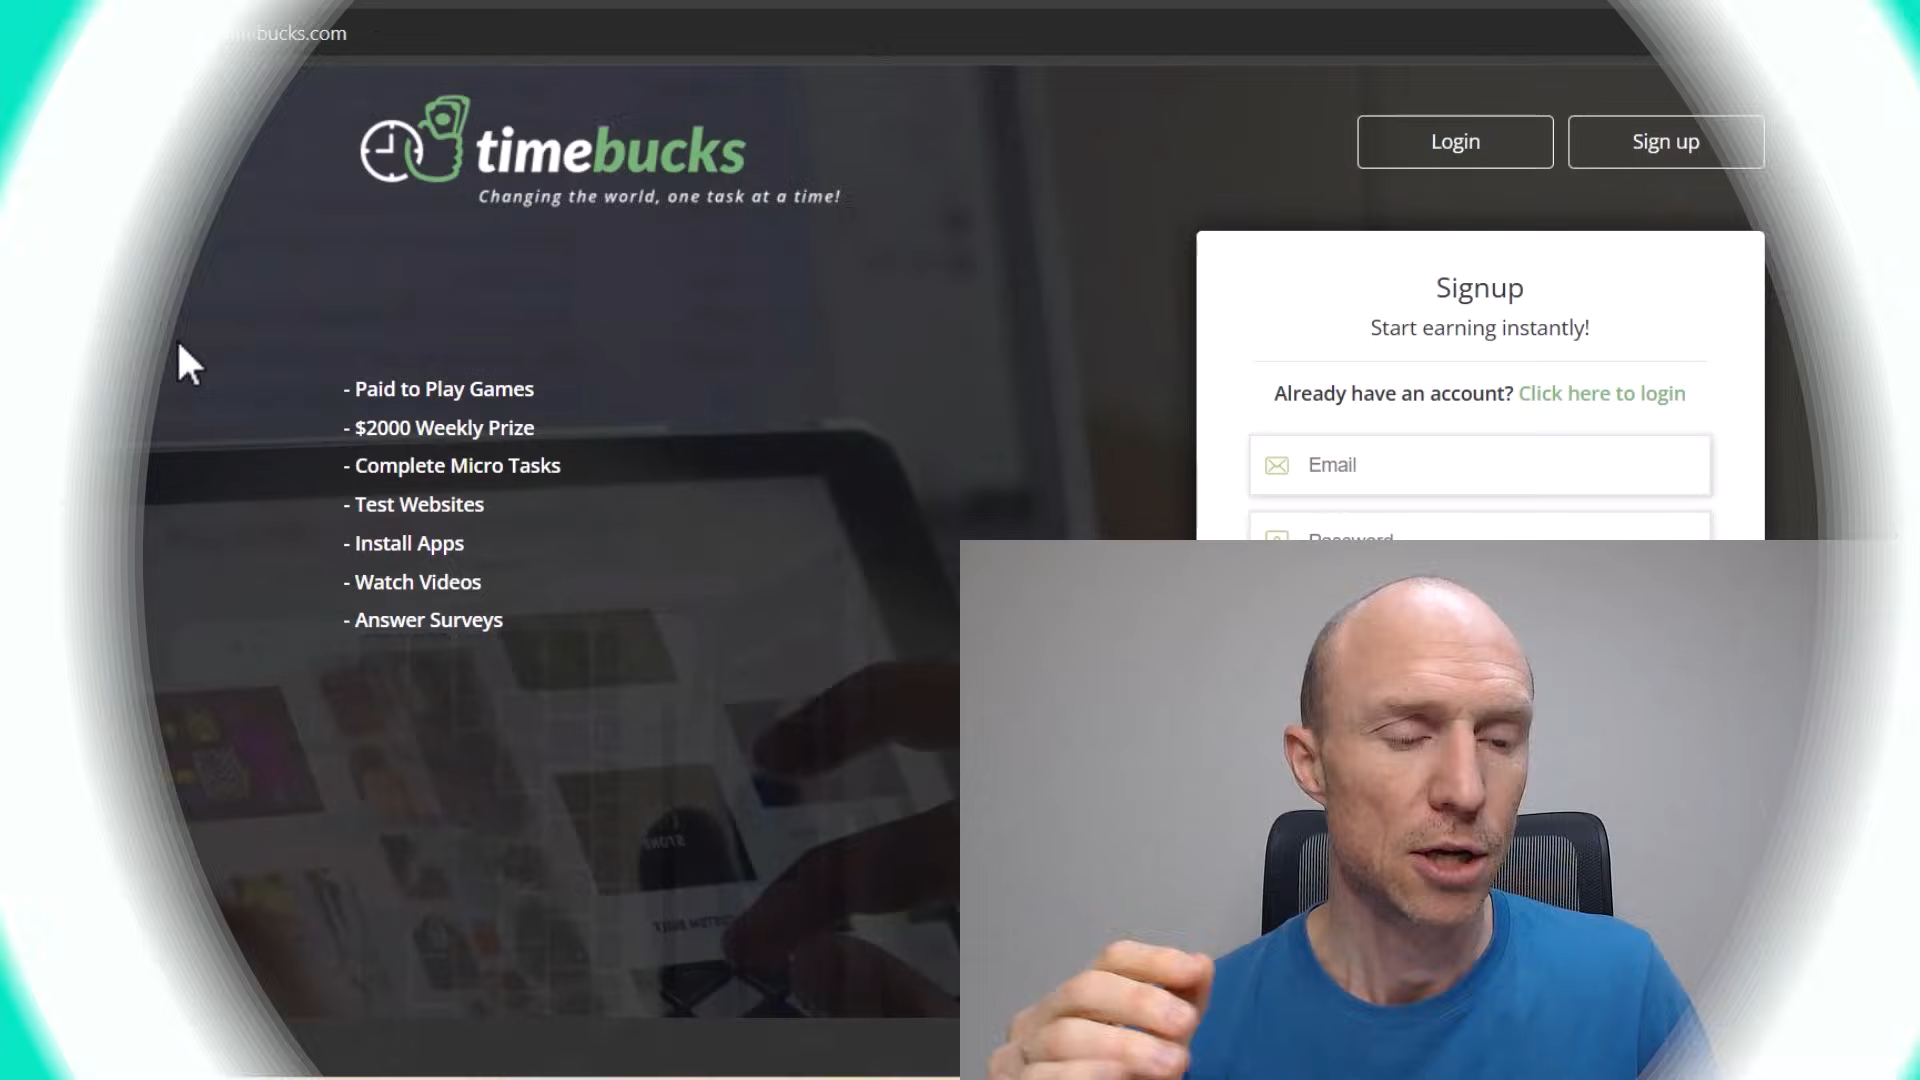 bucks.com
timebucks
Changing the world, one task at a time!
Login
Sign up
Signup
Start earning instantly!
Already have an account? Click here to login
Email
Password
- Paid to Play Games
- $2000 Weekly Prize
- Complete Micro Tasks
- Test Websites
- Install Apps
- Watch Videos
- Answer Surveys